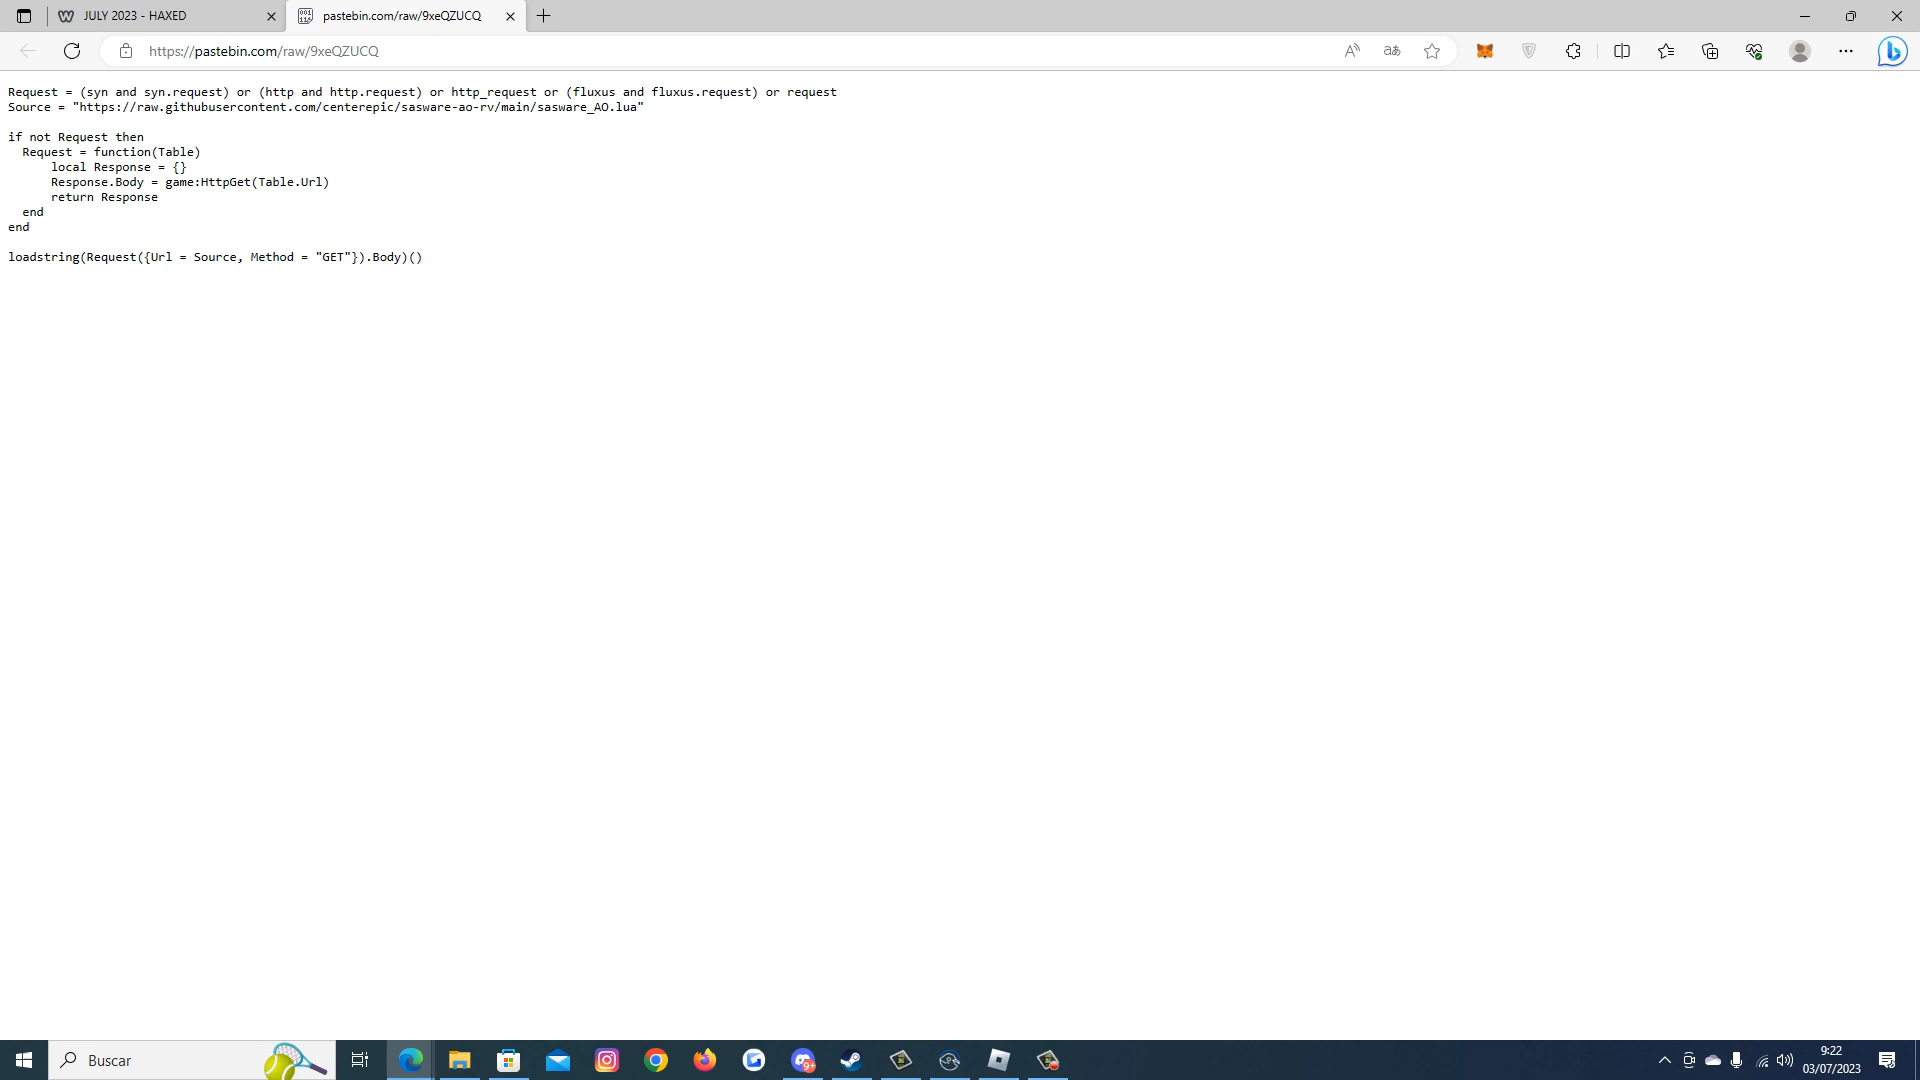 JULY 2023 - HAXED
pastebin.com/raw/9xeQZUCQ
https://pastebin.com/raw/9xeQZUCQ
Request = (syn and syn.request) or (http and http.request) or http_request or (fluxus and fluxus.request) or request
Source = "https://raw.githubusercontent.com/centerepic/sasware-ao-rv/main/sasware_AO.lua"
if not Request then
Request = function(Table)
local Response = {}
Response.Body = game:HttpGet(Table.Url)
return Response
end
end
loadstring(Request({Url = Source, Method = "GET"}).Body)()
Buscar
9+
9:22
03/07/2023